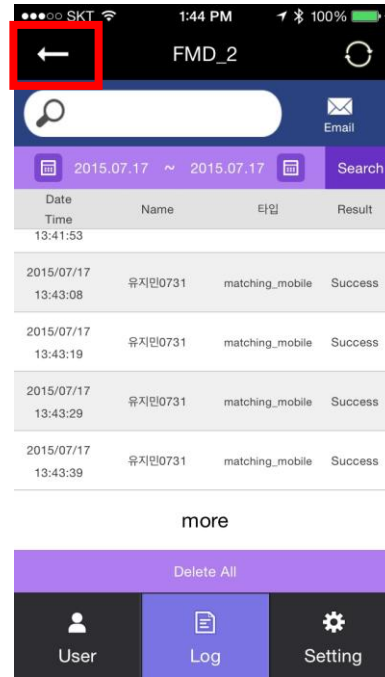 SKT 1:44 PM 100%
FMD_2
Email
2015.07.17 ~ 2015.07.17 Search
Date Time Name 타입 Result
13:41:53
2015/07/17 13:43:08 유지민0731 matching_mobile Success
2015/07/17 13:43:19 유지민0731 matching_mobile Success
2015/07/17 13:43:29 유지민0731 matching_mobile Success
2015/07/17 13:43:39 유지민0731 matching_mobile Success
more
Delete All
User Log Setting